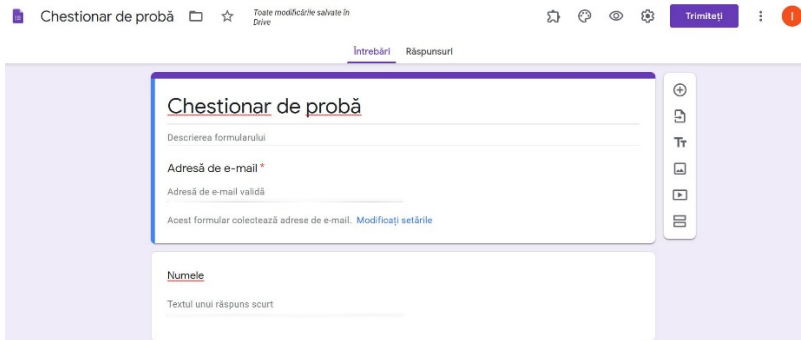 Chestionar de probă
Toate modificările salvate în
Drive
Trimiteți
I
Întrebări Răspunsuri
Chestionar de probă
Descrierea formularului
Adresă de e-mail *
Adresă de e-mail validă
Acest formular colectează adrese de e-mail. Modificați setările
Numele
Textul unui răspuns scurt
Tт